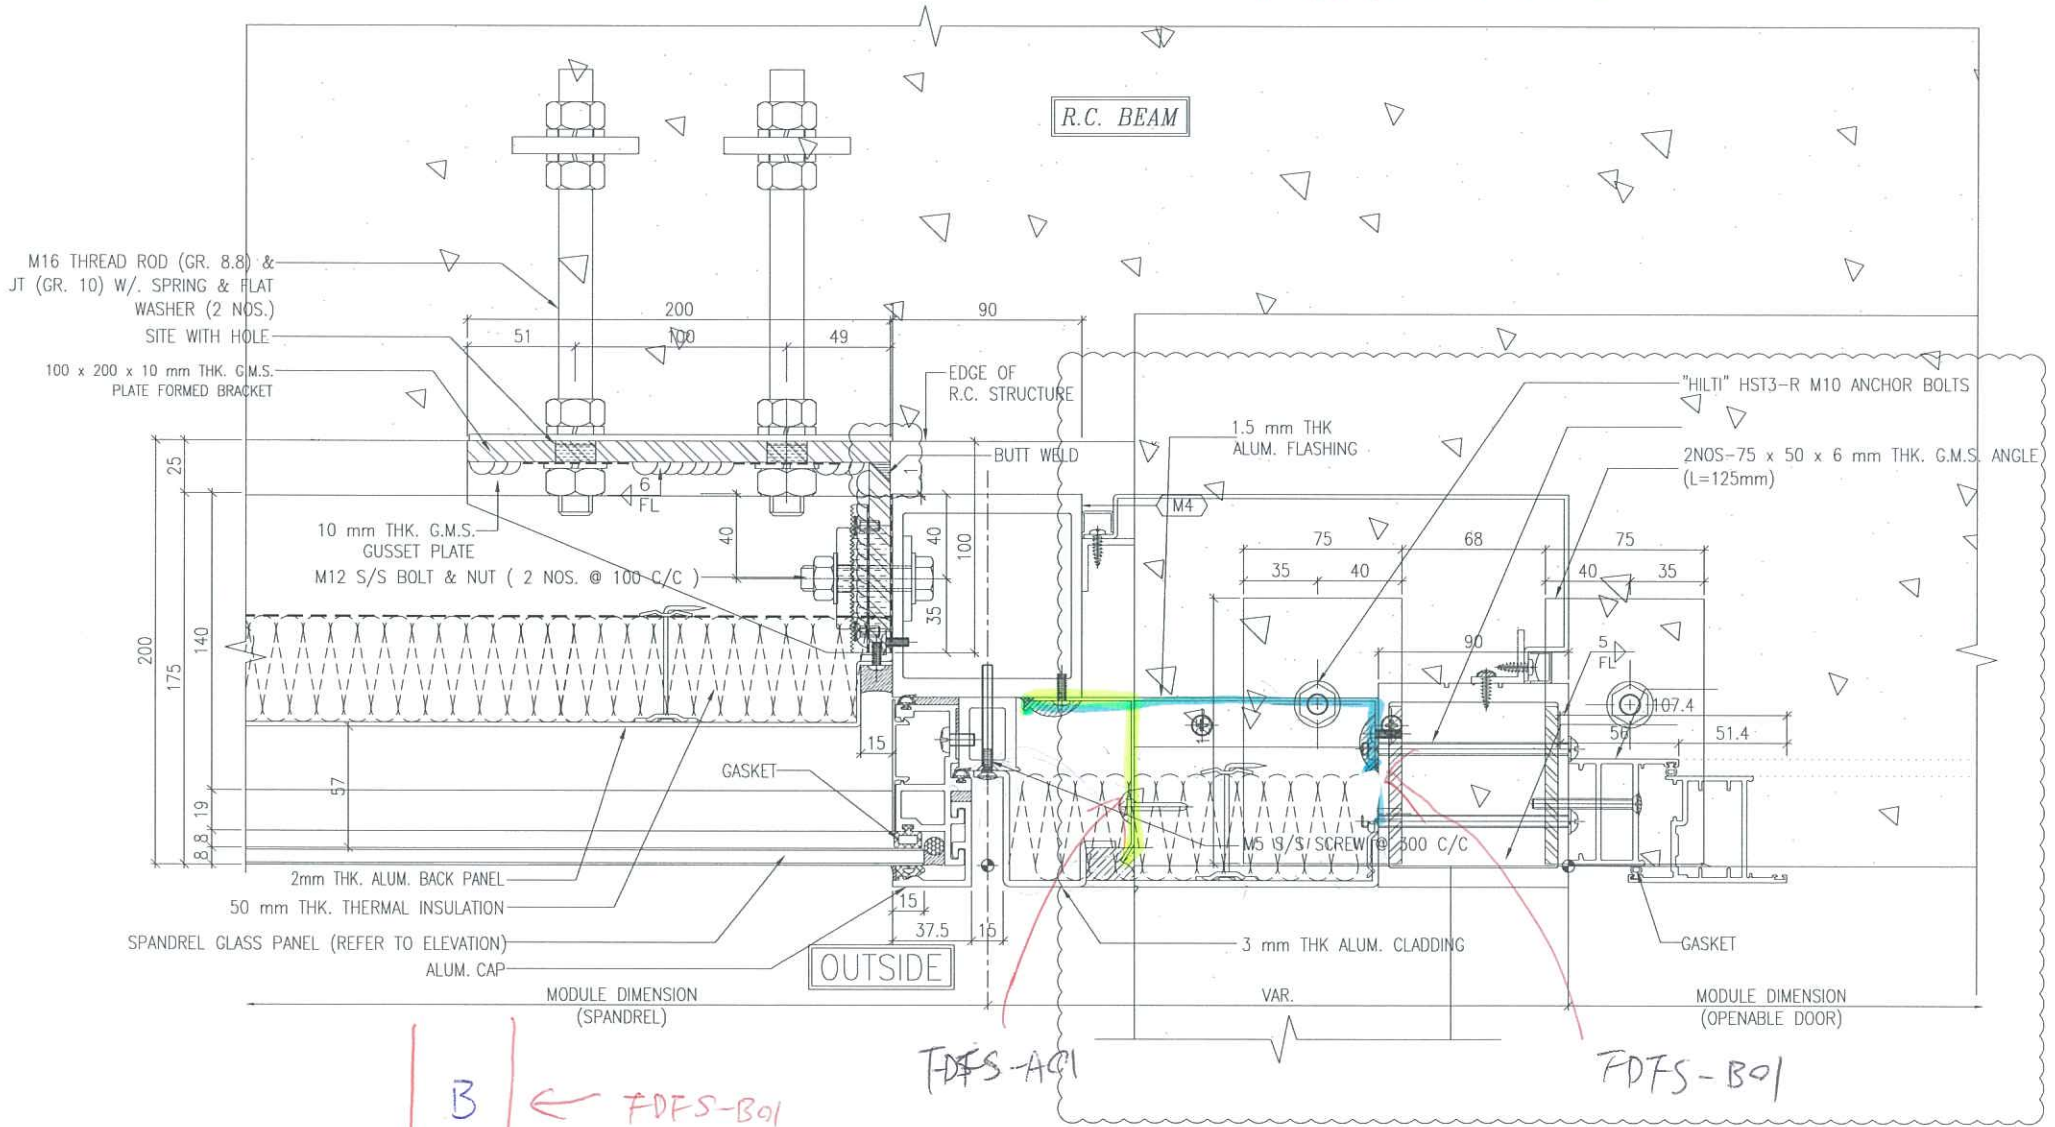 R.C. BEAM
M16 THREAD ROD (GR. 8.8) &
JT (GR. 10) W/. SPRING & FLAT
WASHER (2 NOS.)
SITE WITH HOLE
100 x 200 x 10 mm THK. G.M.S.
PLATE FORMED BRACKET
200
90
51
100
49
EDGE OF
R.C. STRUCTURE
"HILTI" HST3-R M10 ANCHOR BOLTS
1.5 mm THK
ALUM. FLASHING
2NOS-75 x 50 x 6 mm THK. G.M.S. ANGLE
(L=125mm)
BUTT WELD
25
1
6
FL
M4
10 mm THK. G.M.S.
GUSSET PLATE
M12 S/S BOLT & NUT ( 2 NOS. @ 100 C/C )
40
40
100
35
75
68
75
35
40
40
35
200
175
140
90
5
FL
107.4
56
51.4
15
57
GASKET
19
8.8
8
M5 S/S SCREW @ 300 C/C
2mm THK. ALUM. BACK PANEL
50 mm THK. THERMAL INSULATION
15
37.5
15
SPANDREL GLASS PANEL (REFER TO ELEVATION)
3 mm THK ALUM. CLADDING
GASKET
ALUM. CAP
OUTSIDE
MODULE DIMENSION
(SPANDREL)
VAR.
MODULE DIMENSION
(OPENABLE DOOR)
FDFS-A01
FDFS-B01
B
FDFS-B01